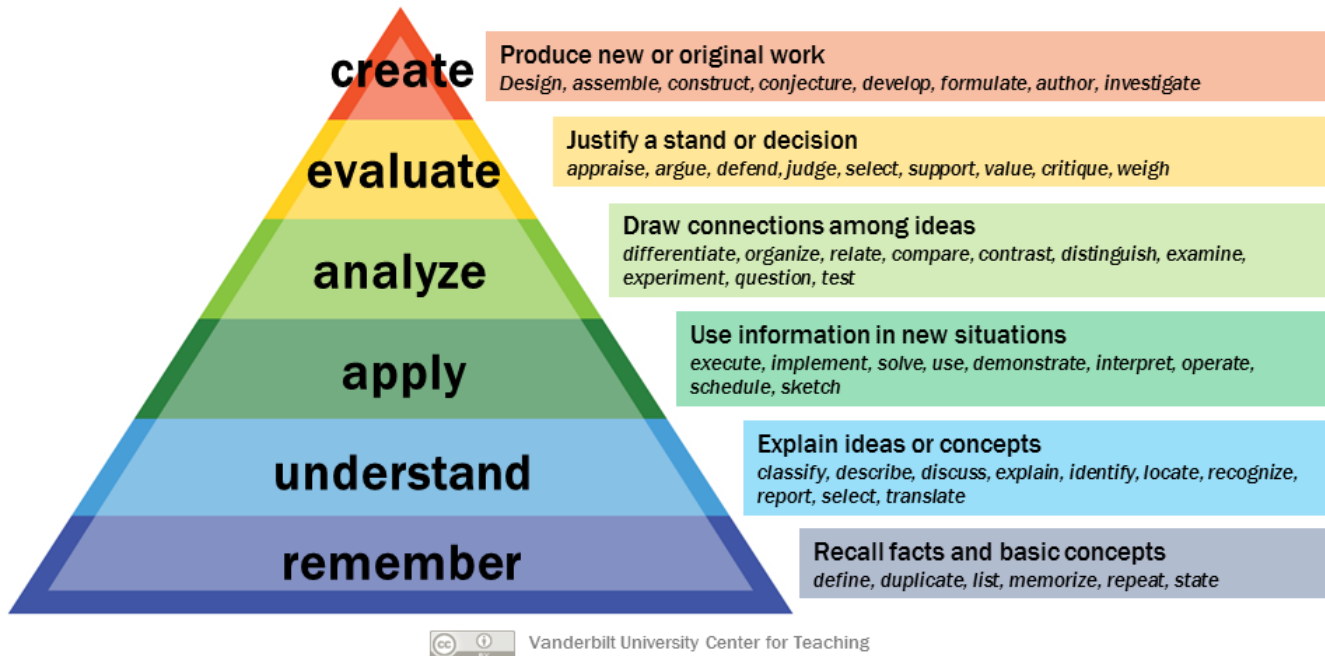 create
Produce new or original work
Design, assemble, construct, conjecture, develop, formulate, author, investigate
evaluate
Justify a stand or decision
appraise, argue, defend, judge, select, support, value, critique, weigh
analyze
Draw connections among ideas
differentiate, organize, relate, compare, contrast, distinguish, examine,
experiment, question, test
apply
Use information in new situations
execute, implement, solve, use, demonstrate, interpret, operate,
schedule, sketch
understand
Explain ideas or concepts
classify, describe, discuss, explain, identify, locate, recognize,
report, select, translate
remember
Recall facts and basic concepts
define, duplicate, list, memorize, repeat, state
cc
Vanderbilt University Center for Teaching